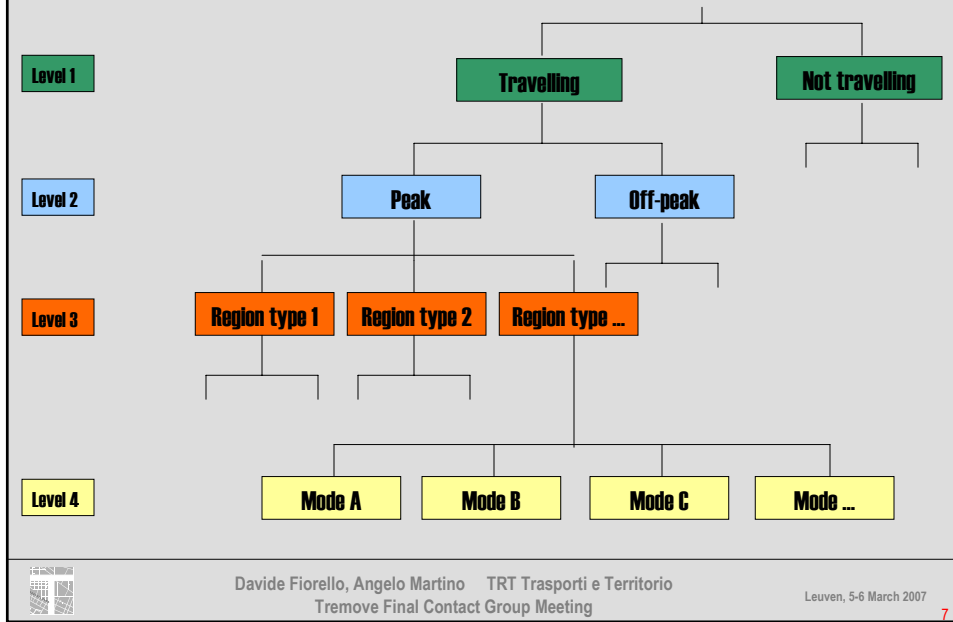 Level 1
Travelling
Not travelling
Level 2
Peak
Off-peak
Level 3
Region type 1
Region type 2
Region type ...
Level 4
Mode A
Mode B
Mode C
Mode ...
Davide Fiorello, Angelo Martino TRT Trasporti e Territorio
Tremove Final Contact Group Meeting
Leuven, 5-6 March 2007
7